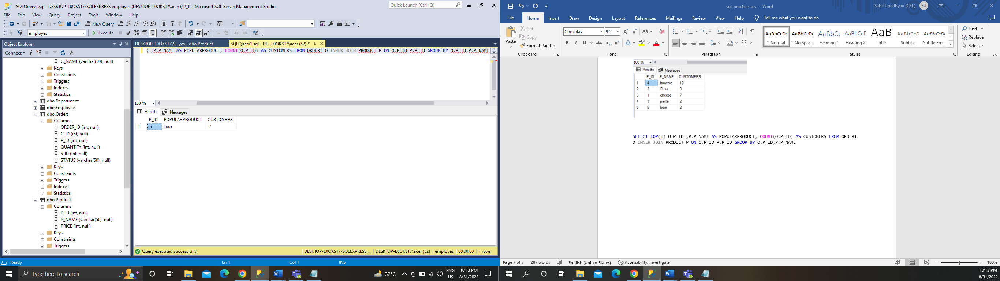 SQLQuery1.sql - DESKTOP-L0OKST7\SQLEXPRESS.employes (DESKTOP-L0OKST7\acer (52))* - Microsoft SQL Server Management Studio
Quick Launch (Ctrl+Q)
File Edit View Query Project Tools Window Help
New Query
employes
Execute
Object Explorer
Connect
C_NAME (varchar(50), null)
Keys
Constraints
Triggers
Indexes
Statistics
dbo.Department
dbo.Employee
dbo.Ordert
Columns
ORDER_ID (int, null)
C_ID (int, null)
P_ID (int, null)
QUANTITY (int, null)
S_ID (int, null)
STATUS (varchar(50), null)
Keys
Constraints
Triggers
Indexes
Statistics
dbo.Product
Columns
P_ID (int, null)
P_NAME (varchar(50), null)
PRICE (int, null)
Keys
Constraints
Triggers
DESKTOP-L0OKST7\S...yes - dbo.Product
SQLQuery1.sql - DE...L0OKST7\acer (52))*
,P.P_NAME AS POPULARPRODUCT, COUNT(O.P_ID) AS CUSTOMERS FROM ORDERT O INNER JOIN PRODUCT P ON O.P_ID=P.P_ID GROUP BY O.P_ID,P.P_NAME
100 %
Results Messages
P_ID POPULARPRODUCT CUSTOMERS
1 5 beer 2
Query executed successfully.
DESKTOP-L0OKST7\SQLEXPRESS ... DESKTOP-L0OKST7\acer (52) employes 00:00:00 1 rows
Ready Ln 1 Col 1 INS
Type here to search
32°C
ENG
US
10:13 PM
8/31/2022
sql-practise-ass - Word
Sahil Upadhyay (CEL)
SU
File Home Insert Draw Design Layout References Mailings Review View Help Tell me what you want to do
Paste
Cut
Copy
Format Painter
Clipboard
Consolas 9.5
Font
Paragraph
AaBbCcDc AaBbCcDc AaBbCc AaBbCcD AaB AaBbCcD AaBbCcDc
¶ Normal ¶ No Spac... Heading 1 Heading 2 Title Subtitle Subtle Em...
Styles
Find
Replace
Select
Editing
100 %
Results Messages
P_ID P_NAME CUSTOMERS
1 4 brownie 10
2 2 Pizza 9
3 1 cheese 7
4 3 pasta 2
5 5 beer 2
SELECT TOP(1) O.P_ID ,P.P_NAME AS POPULARPRODUCT, COUNT(O.P_ID) AS CUSTOMERS FROM ORDERT
O INNER JOIN PRODUCT P ON O.P_ID=P.P_ID GROUP BY O.P_ID,P.P_NAME
Page 7 of 7 287 words English (United States) Accessibility: Investigate
100%
10:13 PM
8/31/2022